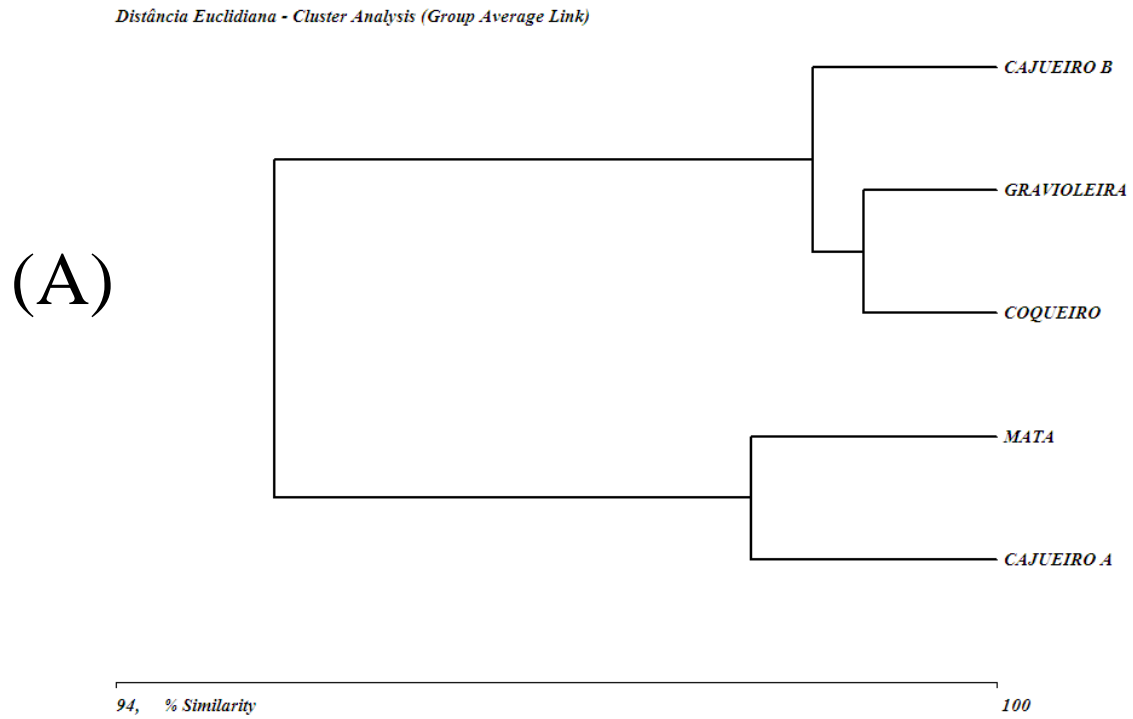 Distância Euclidiana - Cluster Analysis (Group Average Link)
CAJUEIRO B
GRAVIOLEIRA
(A)
COQUEIRO
MATA
CAJUEIRO A
94, % Similarity 100